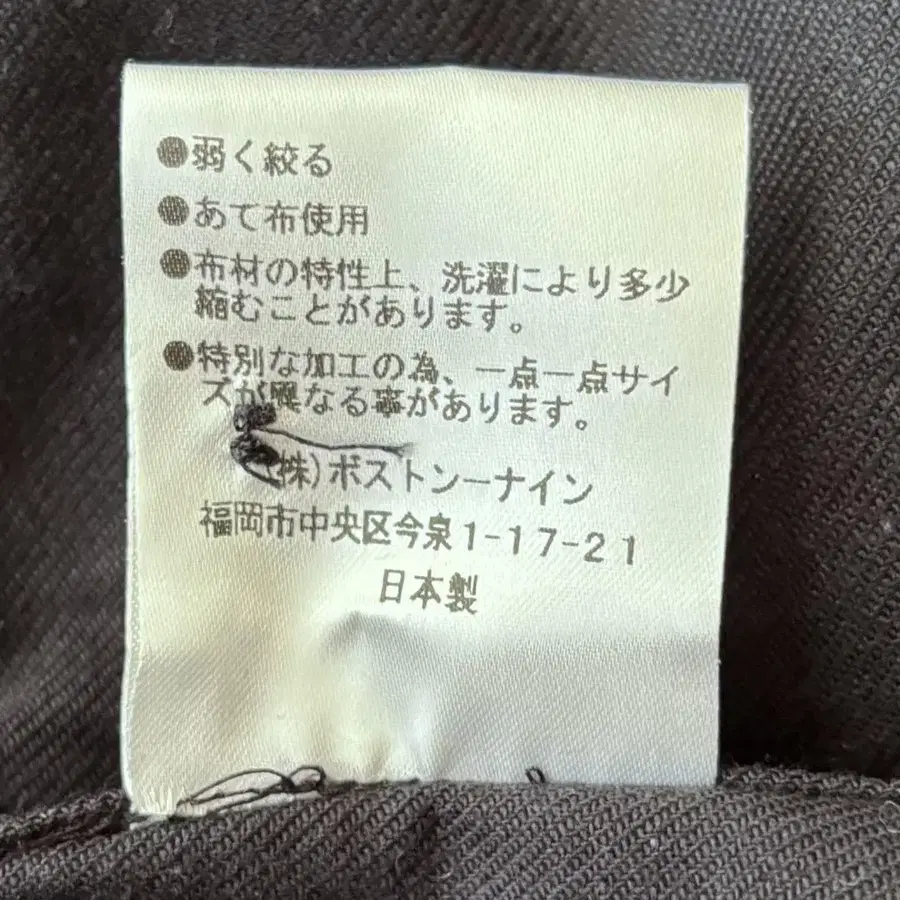 ●弱く絞る
●あて布使用
●布材の特性上、洗濯により多少
縮むことがあります。
●特別な加工の為、一点一点サイ
ズが異なる事があります。
(株)ボストンーナイン
福岡市中央区今泉1-17-21
日本製